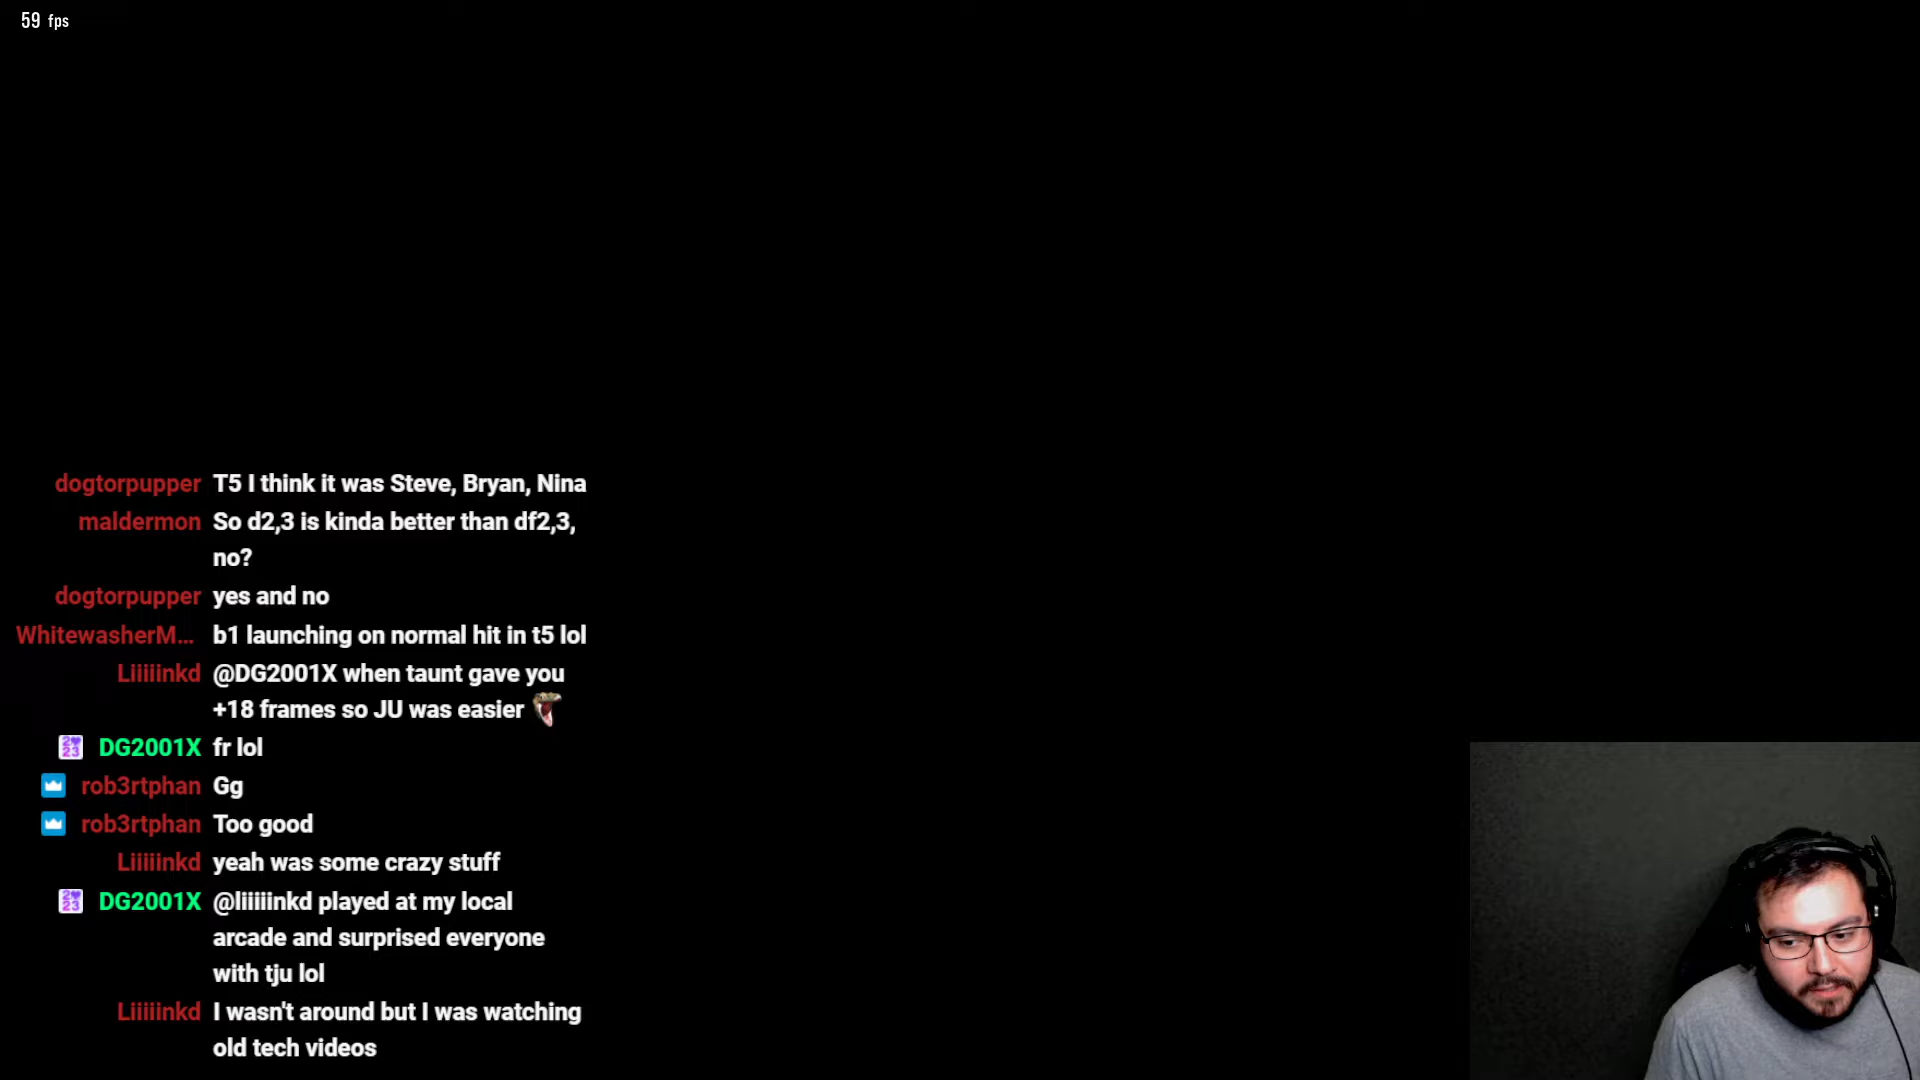 59 fps
dogtorpupper T5 I think it was Steve, Bryan, Nina
maldermon So d2,3 is kinda better than df2,3,
no?
dogtorpupper yes and no
WhitewasherM... b1 launching on normal hit in t5 lol
Liiiiinkd @DG2001X when taunt gave you
+18 frames so JU was easier
DG2001X fr lol
rob3rtphan Gg
rob3rtphan Too good
Liiiiinkd yeah was some crazy stuff
DG2001X @liiiiinkd played at my local
arcade and surprised everyone
with tju lol
Liiiiinkd I wasn't around but I was watching
old tech videos